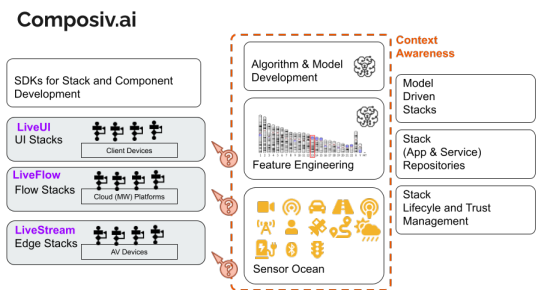 Composiv.ai
SDKs for Stack and Component
Development
LiveUI
UI Stacks
Client Devices
LiveFlow
Flow Stacks
Cloud (MW) Platforms
LiveStream
Edge Stacks
AV Devices
?
?
?
Algorithm & Model
Development
Feature Engineering
Sensor Ocean
Context
Awareness
Model
Driven
Stacks
Stack
(App & Service)
Repositories
Stack
Lifecyle and Trust
Management